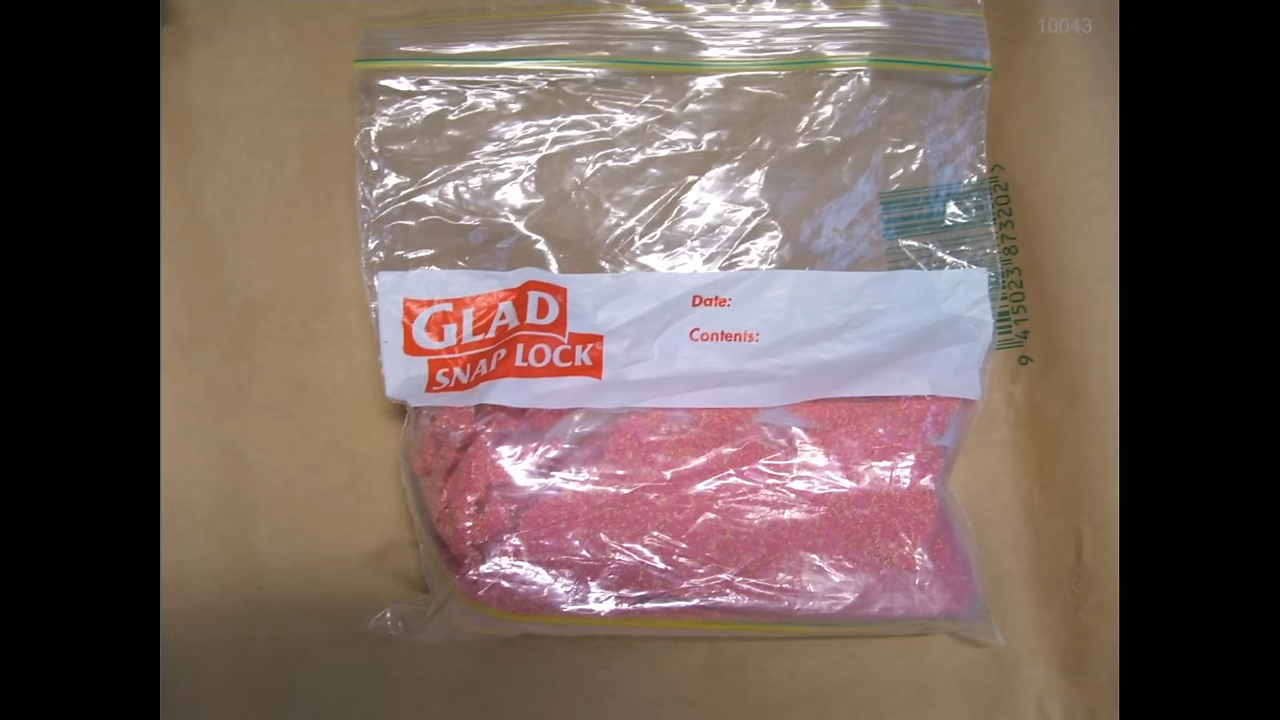 10043
GLAD
SNAP LOCK
Date:
Contents:
9 415023 873202 >